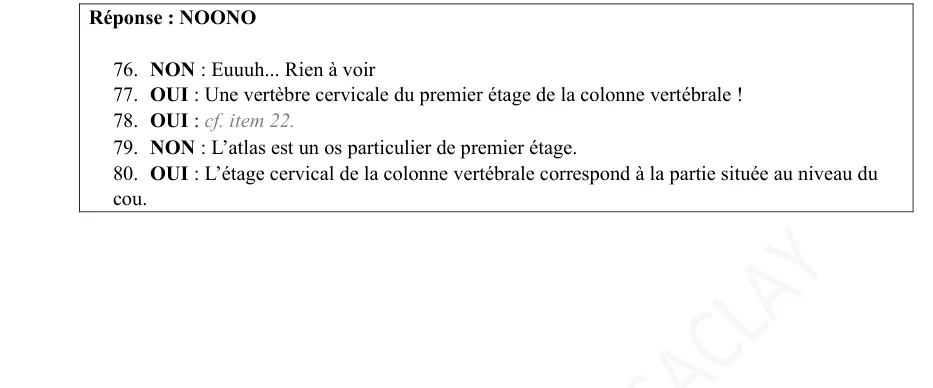 Réponse : NOONO
76. NON : Euuuh... Rien à voir
77. OUI : Une vertèbre cervicale du premier étage de la colonne vertébrale !
78. OUI : cf. item 22.
79. NON : L’atlas est un os particulier de premier étage.
80. OUI : L’étage cervical de la colonne vertébrale correspond à la partie située au niveau du
cou.
SACLAY